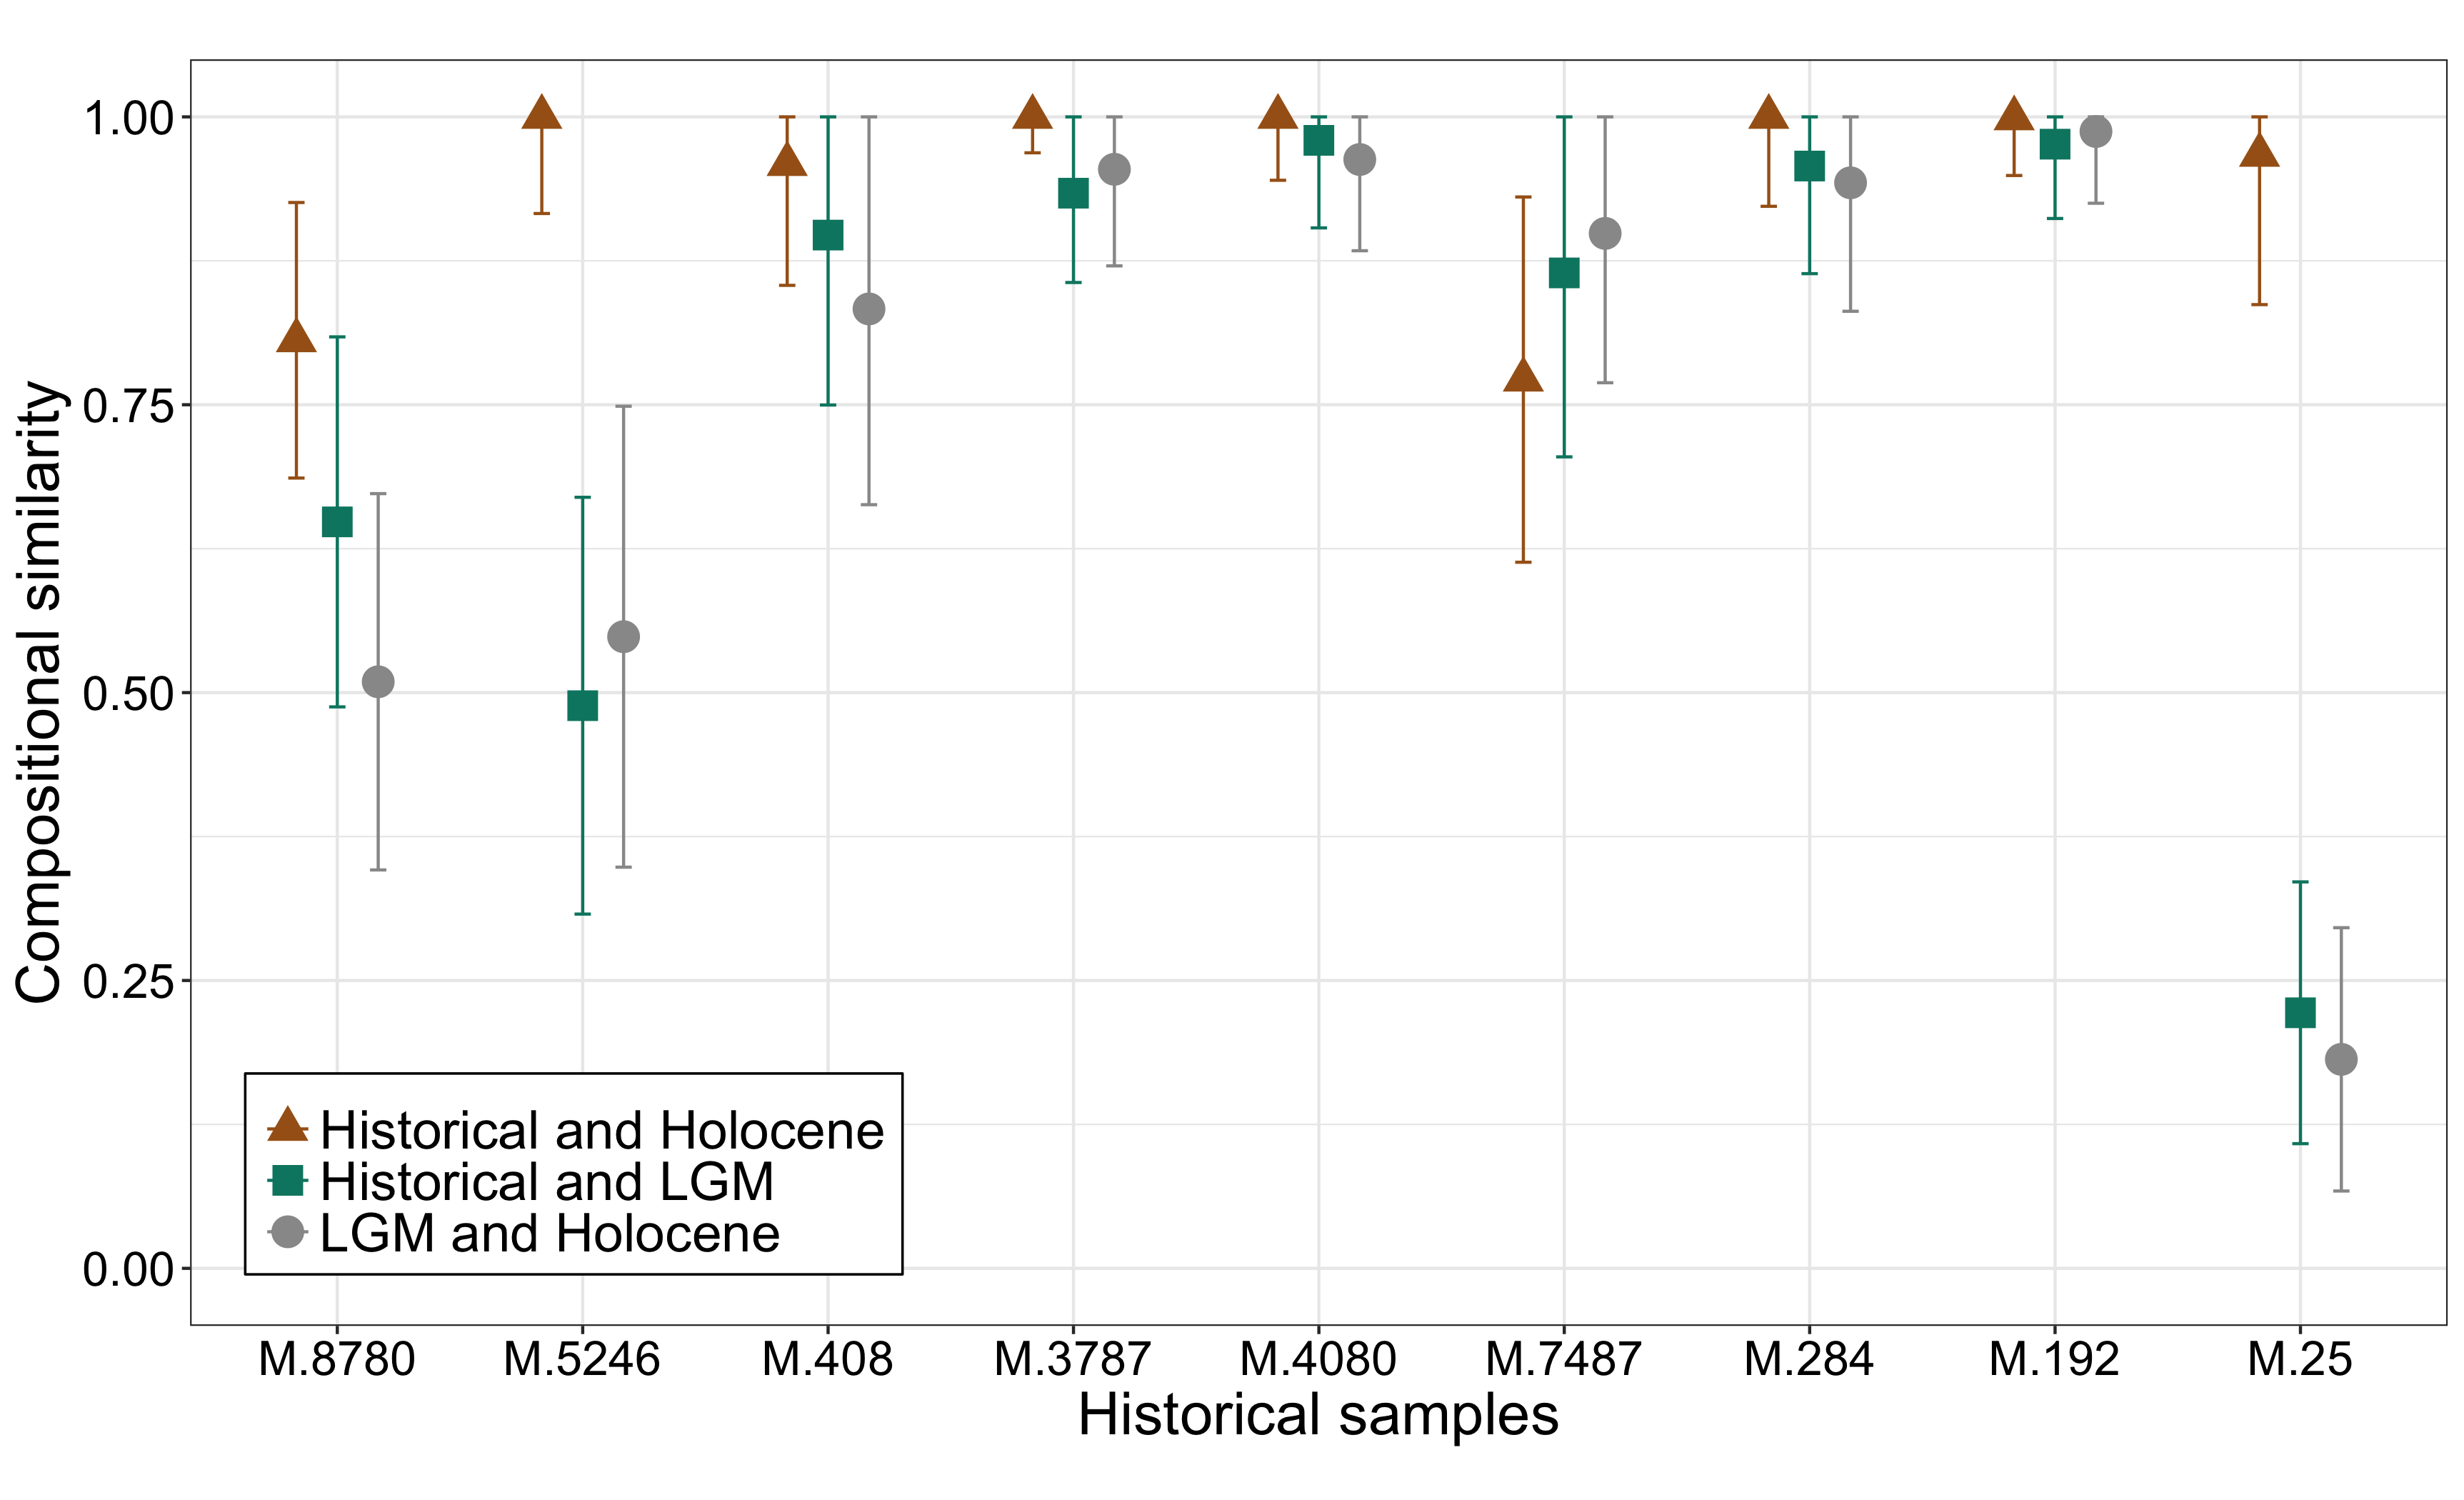 Compositional similarity
1.00
0.75
0.50
0.25
0.00
Historical and Holocene
Historical and LGM
LGM and Holocene
M.8780 M.5246 M.408 M.3787 M.4080 M.7487 M.284 M.192 M.25
Historical samples